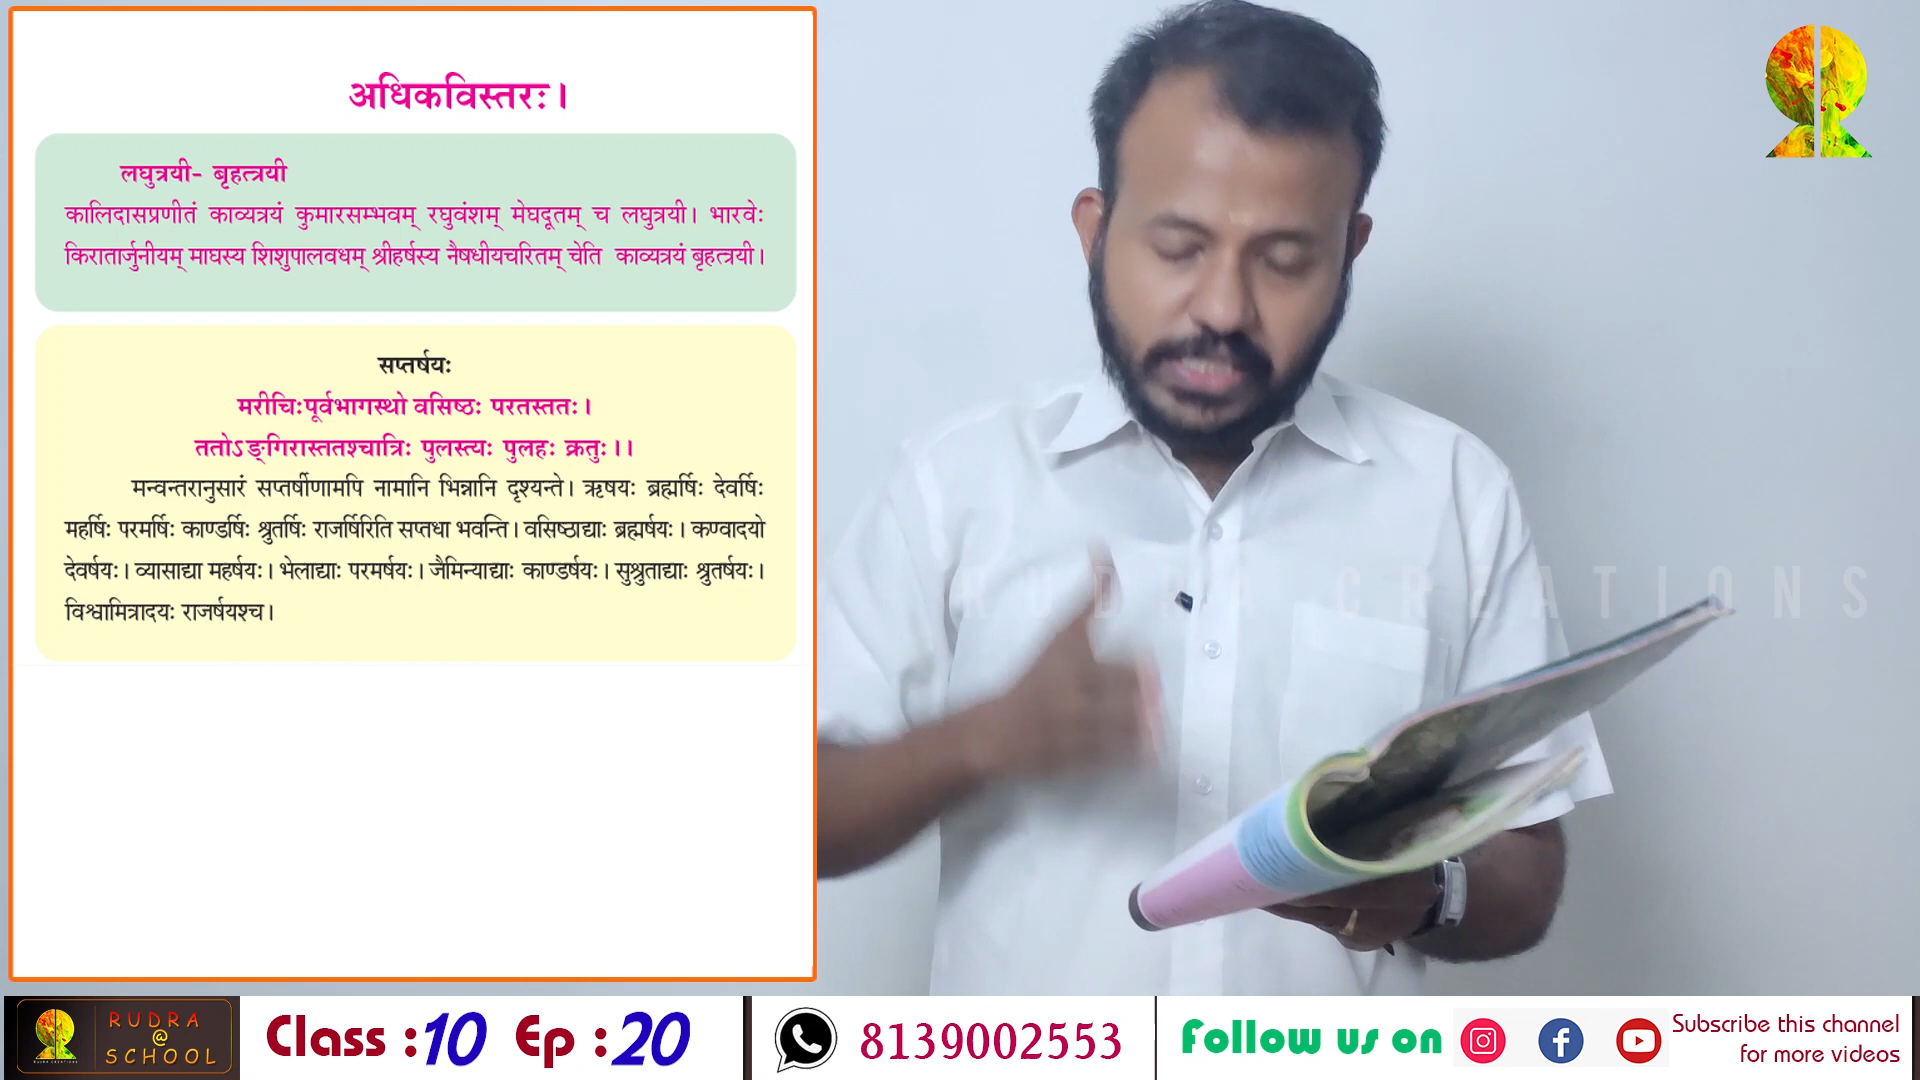 अधिकविस्तरः।
लघुत्रयी- बृहत्त्रयी
कालिदासप्रणीतं काव्यत्रयं कुमारसम्भवम् रघुवंशम् मेघदूतम् च लघुत्रयी। भारवेः
किरातार्जुनीयम् माघस्य शिशुपालवधम् श्रीहर्षस्य नैषधीयचरितम् चेति काव्यत्रयं बृहत्त्रयी।
सप्तर्षयः
मरीचिःपूर्वभागस्थो वसिष्ठः परतस्ततः।
ततोऽङ्गिरास्ततश्चात्रिः पुलस्त्यः पुलहः क्रतुः।।
मन्वन्तरानुसारं सप्तर्षीणामपि नामानि भिन्नानि दृश्यन्ते। ऋषयः ब्रह्मर्षिः देवर्षिः
महर्षिः परमर्षिः काण्डर्षिः श्रुतर्षिः राजर्षिरिति सप्तधा भवन्ति। वसिष्ठाद्याः ब्रह्मर्षयः। कण्वादयो
देवर्षयः। व्यासाद्या महर्षयः। भेलाद्याः परमर्षयः। जैमिन्याद्याः काण्डर्षयः। सुश्रुताद्याः श्रुतर्षयः।
विश्वामित्रादयः राजर्षयश्च।
RUDRA CREATIONS
RUDRA
@
SCHOOL
Class :10 Ep :20
8139002553
Follow us on
Subscribe this channel
for more videos